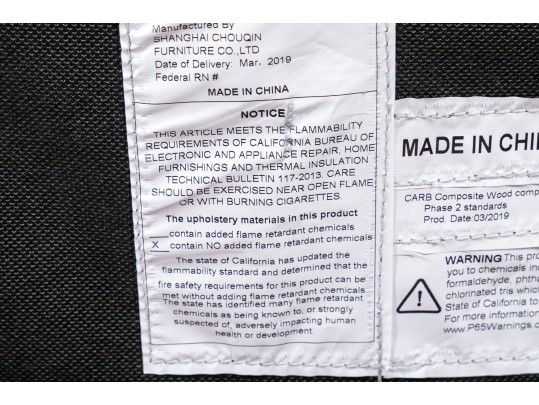 Manufactured By
SHANGHAI CHOUQIN
FURNITURE CO.,LTD
Date of Delivery: Mar, 2019
Federal RN #
MADE IN CHINA
NOTICE
THIS ARTICLE MEETS THE FLAMMABILITY
REQUIREMENTS OF CALIFORNIA BUREAU OF
ELECTRONIC AND APPLIANCE REPAIR, HOME
FURNISHINGS AND THERMAL INSULATION
TECHNICAL BULLETIN 117-2013. CARE
SHOULD BE EXERCISED NEAR OPEN FLAME
OR WITH BURNING CIGARETTES.
The upholstery materials in this product
__contain added flame retardant chemicals
X contain NO added flame retardant chemicals
The state of California has updated the
flammability standard and determined that the
fire safety requirements for this product can be
met without adding flame retardant chemicals.
The state has identified many flame retardant
chemicals as being known to, or strongly
suspected of, adversely impacting human
health or development.
MADE IN CHI
CARB Composite Wood comp
Phase 2 standards
Prod. Date:03/2019
WARNING This pro
you to chemicals inc
formaldehyde, phtha
chlorinated tris which
State of California to
For more information
www.P65Warnings.c